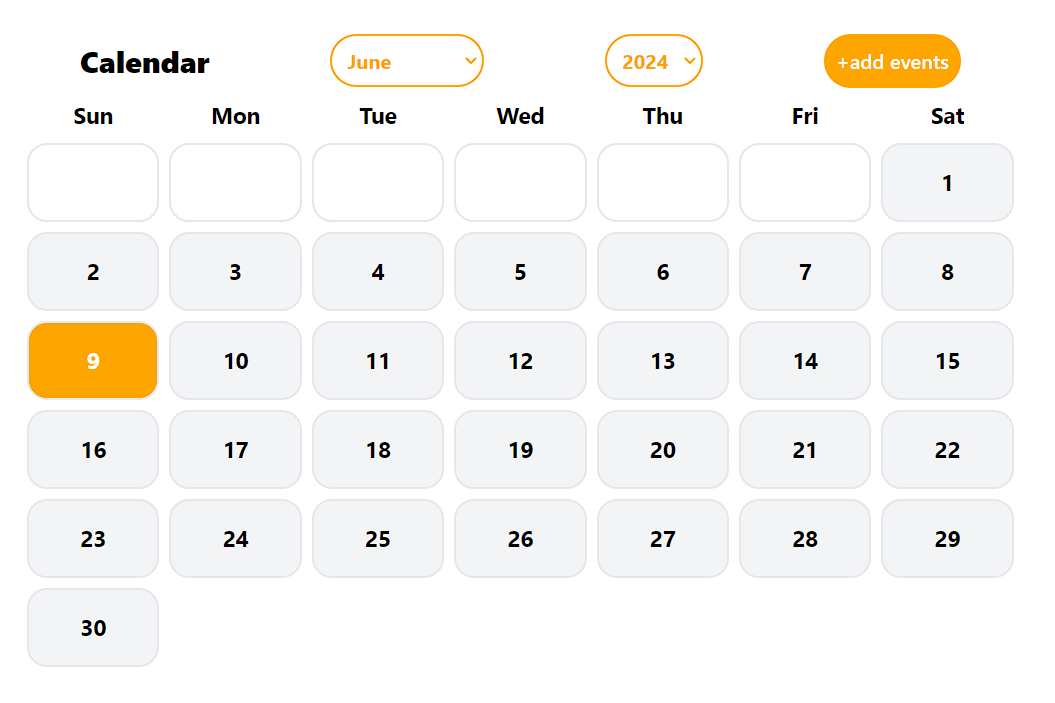 Calendar June 2024 +add events
Sun Mon Tue Wed Thu Fri Sat
1
2 3 4 5 6 7 8
9 10 11 12 13 14 15
16 17 18 19 20 21 22
23 24 25 26 27 28 29
30